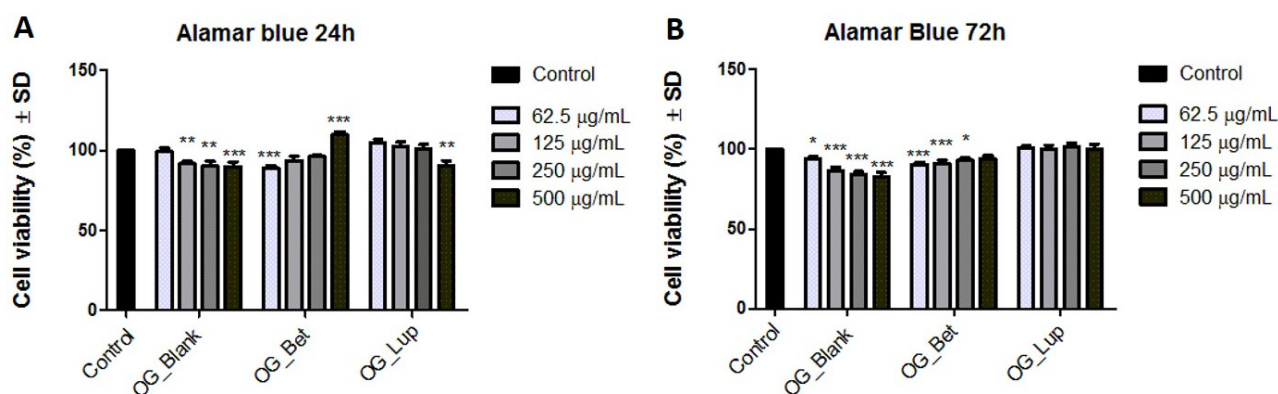 A
Alamar blue 24h
Cell viability (%) ± SD
150
100
50
0
** ** ***
***
***
**
Control
OG_Blank
OG_Bet
OG_Lup
Control
62.5 µg/mL
125 µg/mL
250 µg/mL
500 µg/mL
B
Alamar Blue 72h
Cell viability (%) ± SD
150
100
50
0
* *** *** ***
*** *** *
Control
OG_Blank
OG_Bet
OG_Lup
Control
62.5 µg/mL
125 µg/mL
250 µg/mL
500 µg/mL